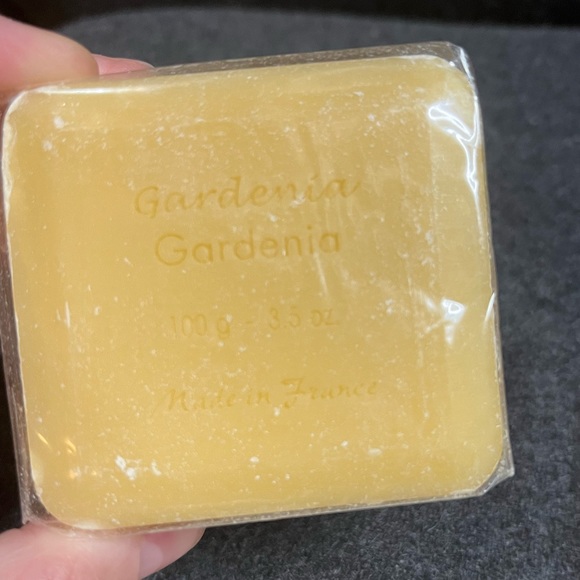 Gardenia
Gardenia
100 g - 3.5 oz
Made in France